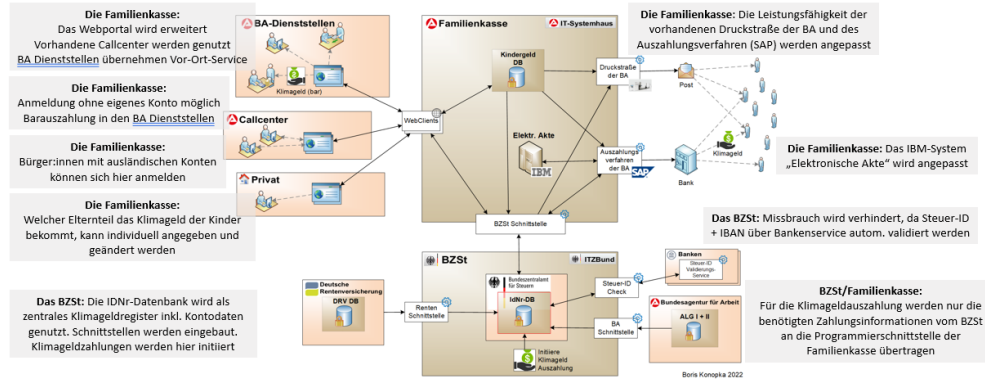 Die Familienkasse:
Das Webportal wird erweitert
Vorhandene Callcenter werden genutzt
BA Dienststellen übernehmen Vor-Ort-Service
Die Familienkasse:
Anmeldung ohne eigenes Konto möglich
Barauszahlung in den BA Dienststellen
Die Familienkasse:
Bürger:innen mit ausländischen Konten
können sich hier anmelden
Die Familienkasse:
Welcher Elternteil das Klimageld der Kinder
bekommt, kann individuell angegeben und
geändert werden
Das BZSt: Die IDNr-Datenbank wird als
zentrales Klimageldregister inkl. Kontodaten
genutzt. Schnittstellen werden eingebaut.
Klimageldzahlungen werden hier initiiert
BA-Dienststellen
Klimageld (bar)
Callcenter
Privat
WebClients
Familienkasse
IT-Systemhaus
Kindergeld
DB
Elektr. Akte
IBM
Druckstraße
der BA
Auszahlungs
verfahren
der BA
SAP
BZSt Schnittstelle
Post
Klimageld
Bank
BZSt
ITZBund
Bundeszentralamt
für Steuern
IdNr-DB
Deutsche
Rentenversicherung
DRV DB
Renten
Schnittstelle
Steuer-ID
Check
BA
Schnittstelle
Initiiere
Klimageld
Auszahlung
Banken
Steuer-ID
Validierungs-
Service
Bundesagentur für Arbeit
ALG I + II
Boris Konopka 2022
Die Familienkasse: Die Leistungsfähigkeit der
vorhandenen Druckstraße der BA und des
Auszahlungsverfahren (SAP) werden angepasst
Die Familienkasse: Das IBM-System
„Elektronische Akte“ wird angepasst
Das BZSt: Missbrauch wird verhindert, da Steuer-ID
+ IBAN über Bankenservice autom. validiert werden
BZSt/Familienkasse:
Für die Klimageldauszahlung werden nur die
benötigten Zahlungsinformationen vom BZSt
an die Programmierschnittstelle der
Familienkasse übertragen